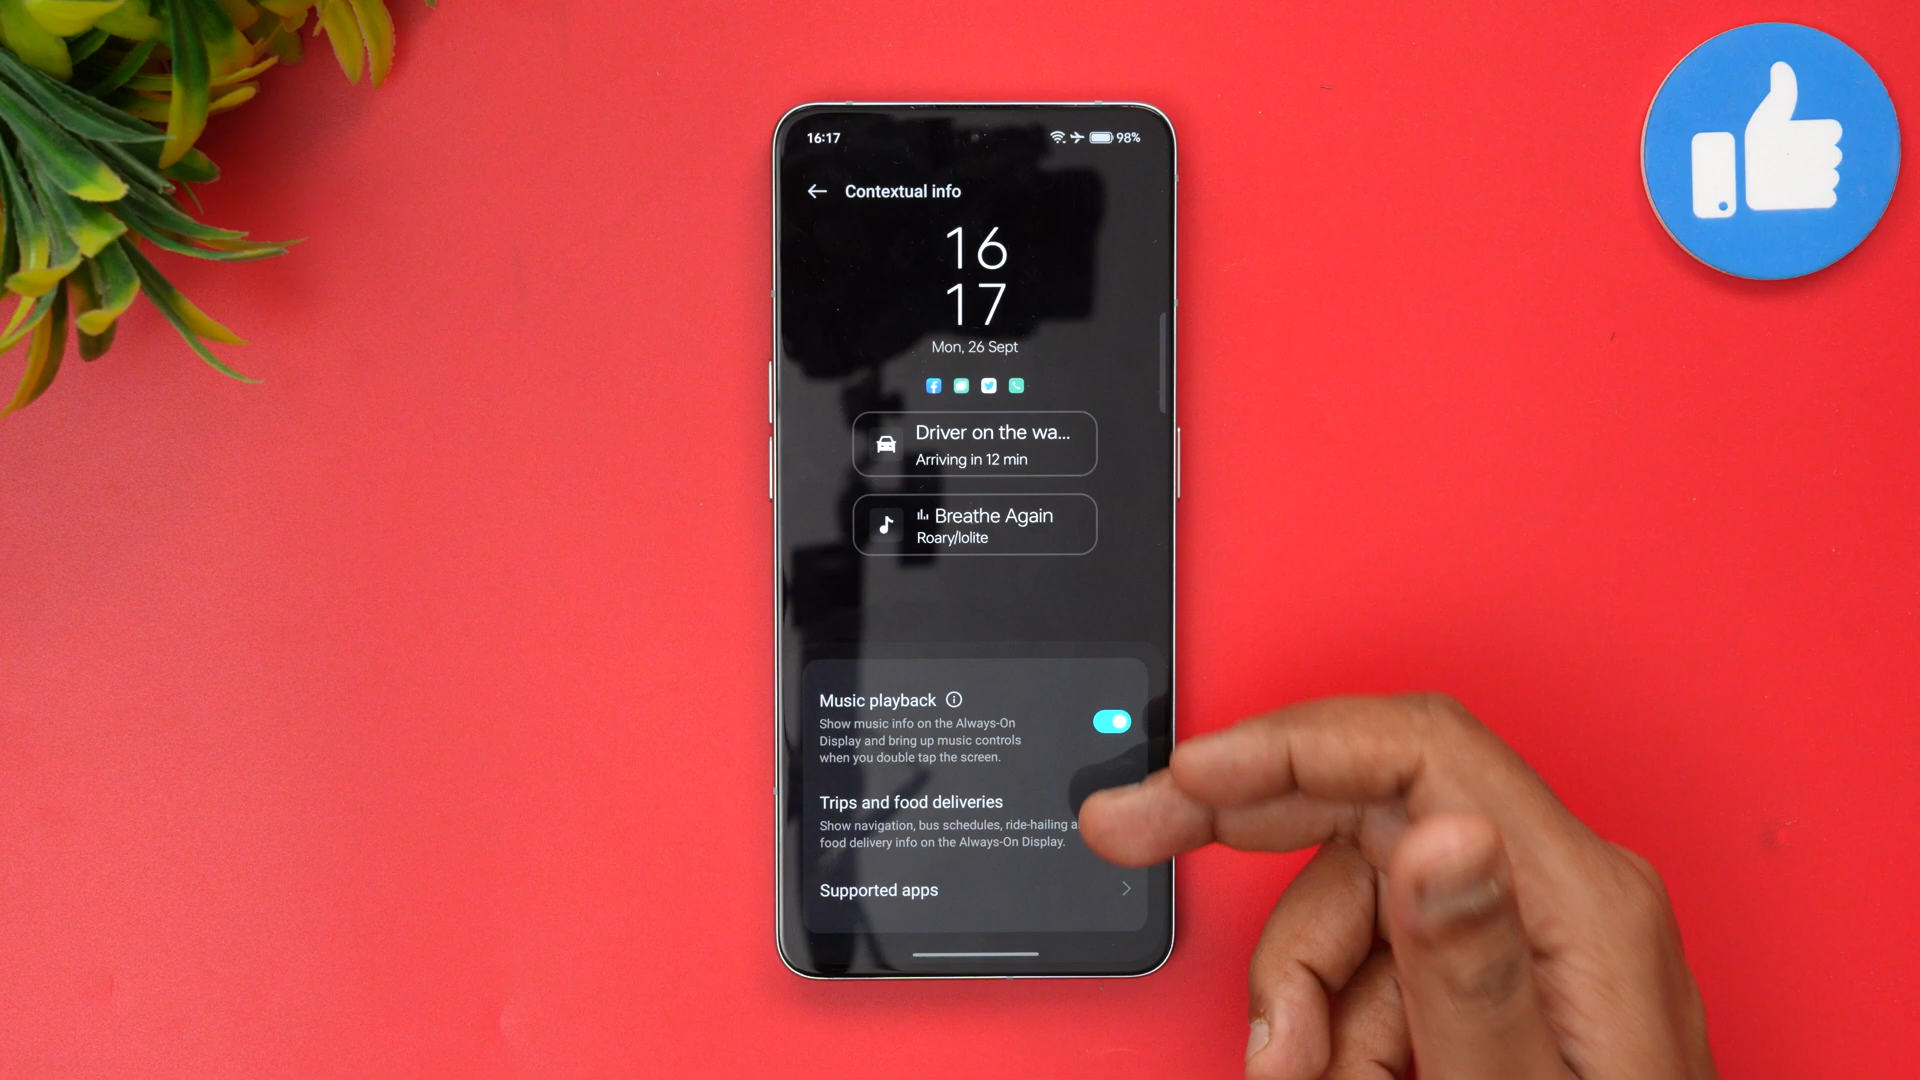 16:17
98%
Contextual info
16
17
Mon, 26 Sept
Driver on the wa...
Arriving in 12 min
Breathe Again
Roary/lolite
Music playback
Show music info on the Always-On
Display and bring up music controls
when you double tap the screen.
Trips and food deliveries
Show navigation, bus schedules, ride-hailing a
food delivery info on the Always-On Display.
Supported apps